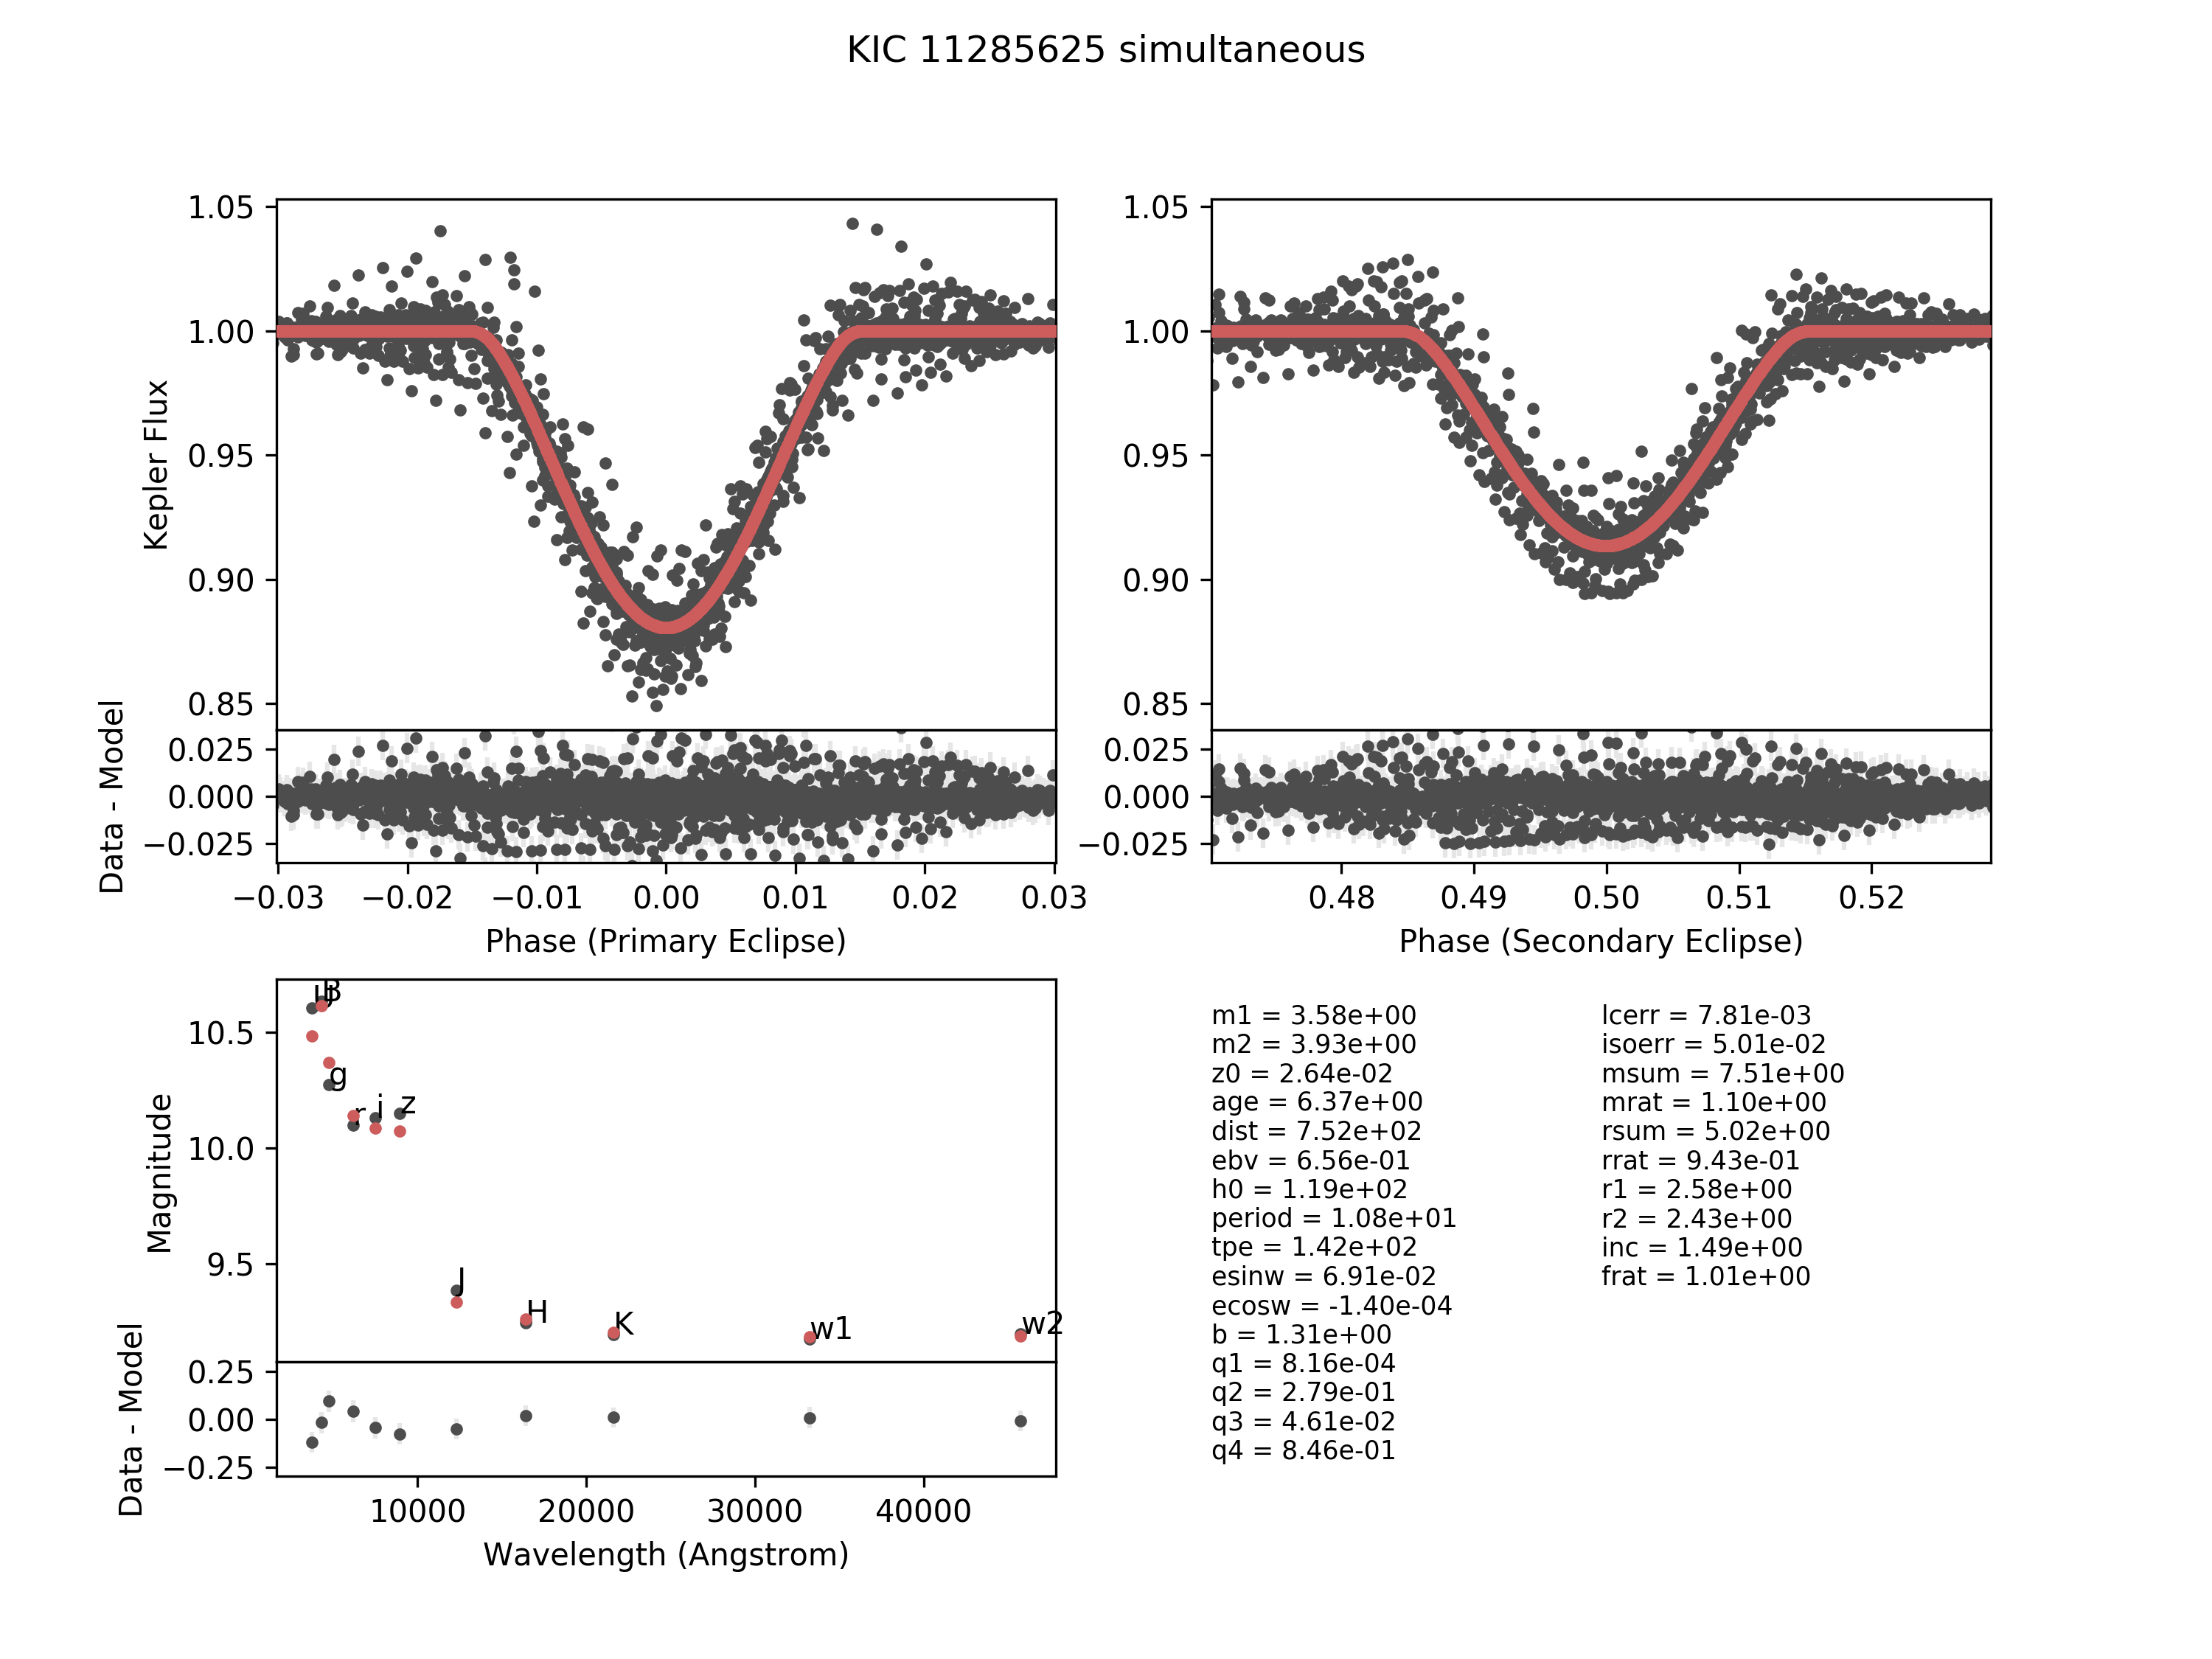 KIC 11285625 simultaneous
Kepler Flux
1.05
1.00
0.95
0.90
0.85
1.05
1.00
0.95
0.90
0.85
Data - Model
0.025
0.000
−0.025
0.025
0.000
−0.025
−0.03 −0.02 −0.01 0.00 0.01 0.02 0.03
0.48 0.49 0.50 0.51 0.52
Phase (Primary Eclipse)
Phase (Secondary Eclipse)
Magnitude
10.5
10.0
9.5
B
g
r
i
z
J
H
K
w1
w2
Data - Model
0.25
0.00
−0.25
10000 20000 30000 40000
Wavelength (Angstrom)
m1 = 3.58e+00
m2 = 3.93e+00
z0 = 2.64e-02
age = 6.37e+00
dist = 7.52e+02
ebv = 6.56e-01
h0 = 1.19e+02
period = 1.08e+01
tpe = 1.42e+02
esinw = 6.91e-02
ecosw = -1.40e-04
b = 1.31e+00
q1 = 8.16e-04
q2 = 2.79e-01
q3 = 4.61e-02
q4 = 8.46e-01
lcerr = 7.81e-03
isoerr = 5.01e-02
msum = 7.51e+00
mrat = 1.10e+00
rsum = 5.02e+00
rrat = 9.43e-01
r1 = 2.58e+00
r2 = 2.43e+00
inc = 1.49e+00
frat = 1.01e+00